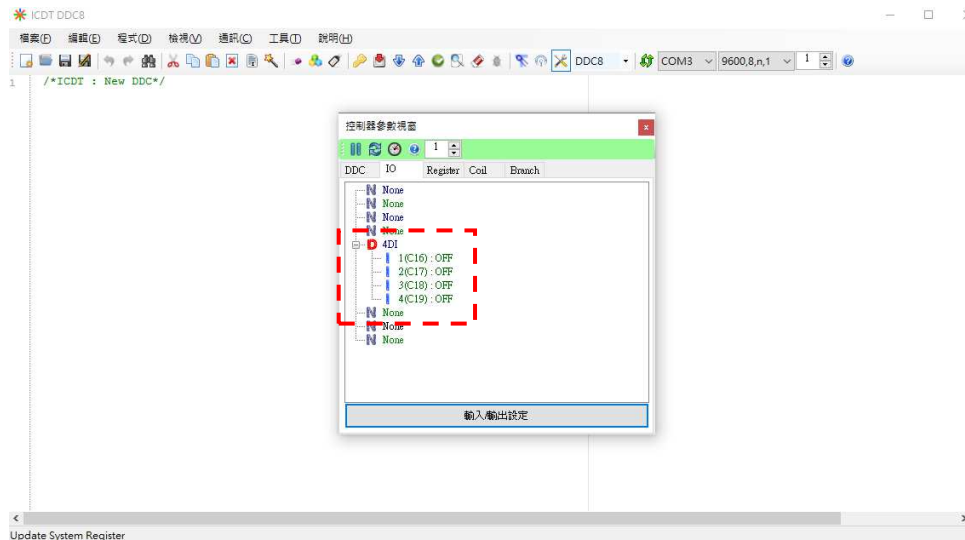 ICDT DDC8
檔案(F) 編輯(E) 程式(D) 檢視(V) 通訊(C) 工具(T) 說明(H)
DDC8 COM3 9600,8,n,1 1
1 /*ICDT : New DDC*/
控制器參數視窗
1
DDC IO Register Coil Branch
None
None
None
None
4DI
1(C16) : OFF
2(C17) : OFF
3(C18) : OFF
4(C19) : OFF
None
None
None
輸入/輸出設定
Update System Register